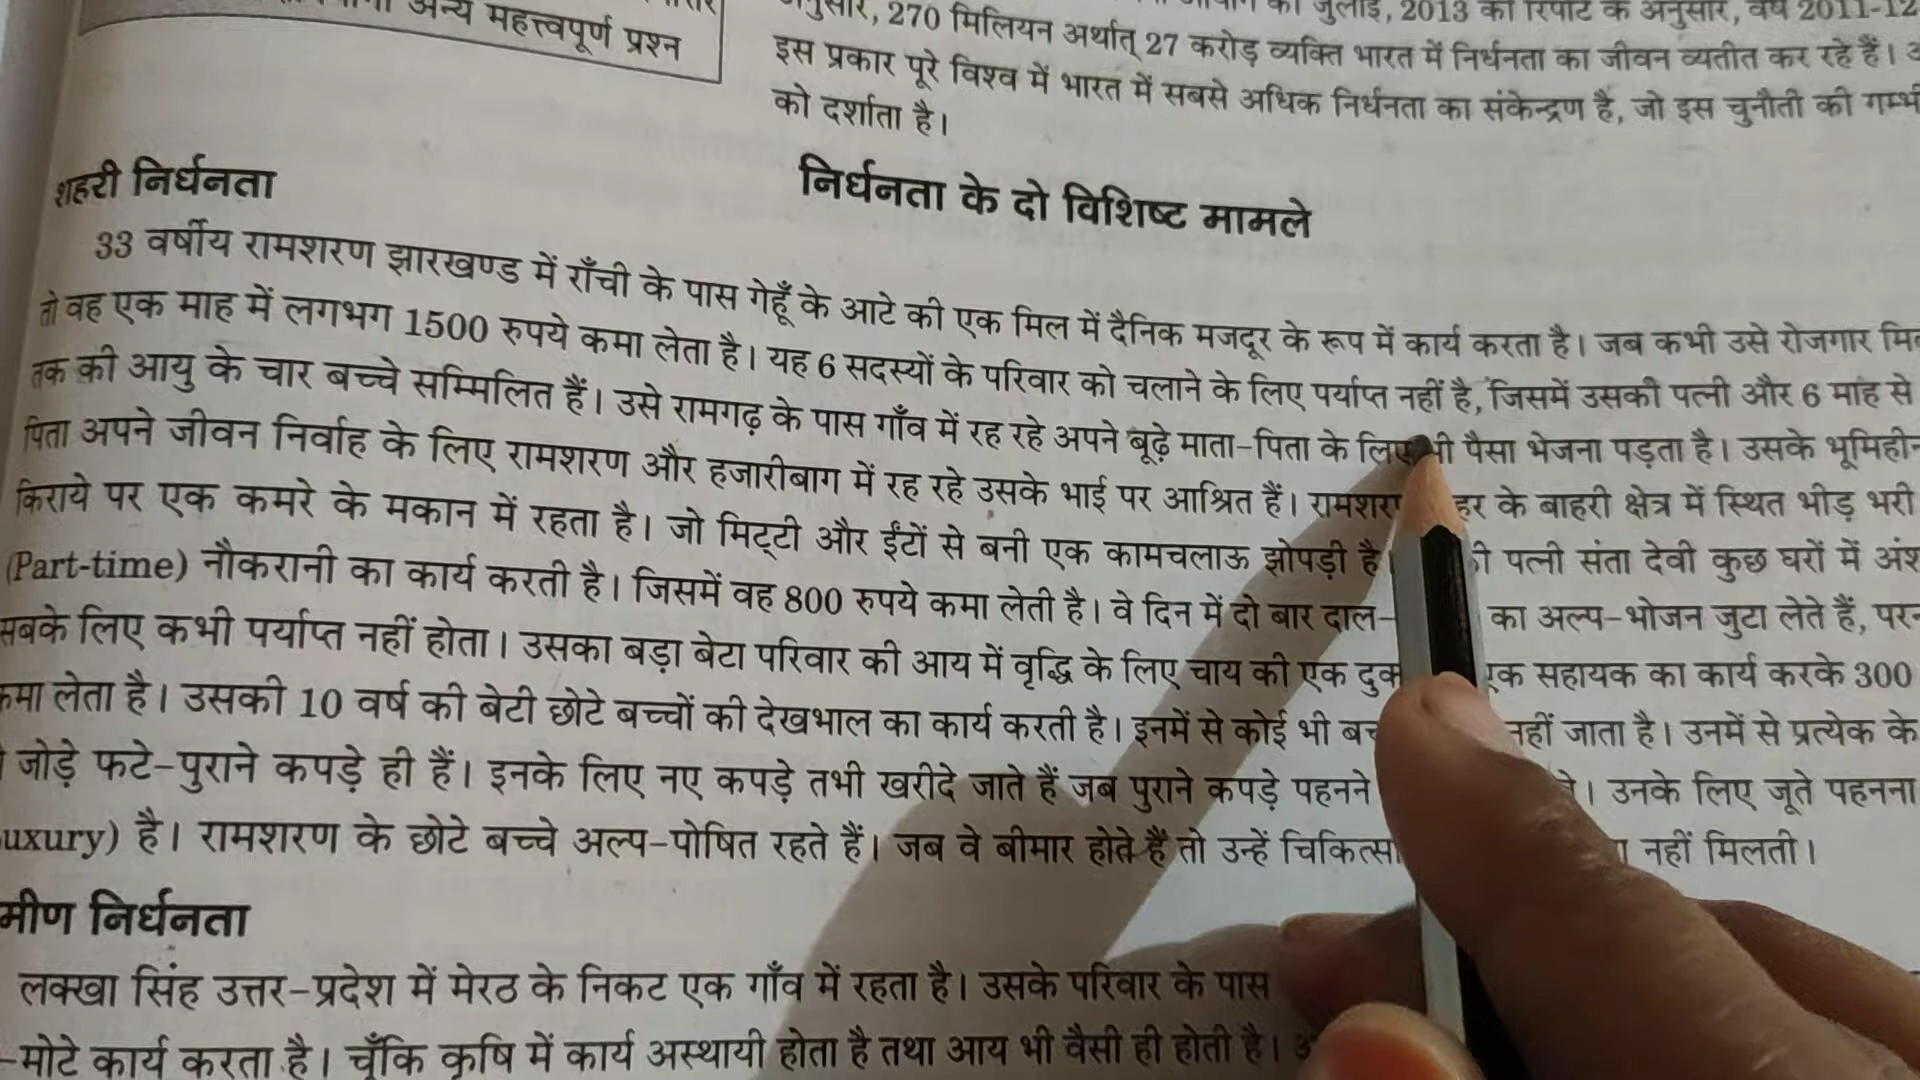 अन्य महत्त्वपूर्ण प्रश्न
270 मिलियन अर्थात् 27 करोड़ व्यक्ति भारत में निर्धनता का जीवन व्यतीत कर रहे हैं।
इस प्रकार पूरे विश्व में भारत में सबसे अधिक निर्धनता का संकेन्द्रण है, जो इस चुनौती की
को दर्शाता है।
निर्धनता के दो विशिष्ट मामले
शहरी निर्धनता
33 वर्षीय रामशरण झारखण्ड में राँची के पास गेहूँ के आटे की एक मिल में दैनिक मजदूर के रूप में कार्य करता है। जब कभी उसे रोजगार
तो वह एक माह में लगभग 1500 रुपये कमा लेता है। यह 6 सदस्यों के परिवार को चलाने के लिए पर्याप्त नहीं है, जिसमें उसकी पत्नी और 6 माह से
तक की आयु के चार बच्चे सम्मिलित हैं। उसे रामगढ़ के पास गाँव में रह रहे अपने बूढ़े माता-पिता के लिए भी पैसा भेजना पड़ता है। उसके
पिता अपने जीवन निर्वाह के लिए रामशरण और हजारीबाग में रह रहे उसके भाई पर आश्रित हैं। के बाहरी क्षेत्र में स्थित भीड़ भरी
किराये पर एक कमरे के मकान में रहता है। जो मिट्टी और ईंटों से बनी एक कामचलाऊ झोपड़ी है पत्नी संता देवी कुछ घरों में
(Part-time) नौकरानी का कार्य करती है। जिसमें वह 800 रुपये कमा लेती है। वे दिन में दो बार दाल- का अल्प-भोजन जुटा लेते हैं,
सबके लिए कभी पर्याप्त नहीं होता। उसका बड़ा बेटा परिवार की आय में वृद्धि के लिए चाय की एक सहायक का कार्य करके 300
कमा लेता है। उसकी 10 वर्ष की बेटी छोटे बच्चों की देखभाल का कार्य करती है। इनमें से कोई भी नहीं जाता है। उनमें से प्रत्येक के
जोड़े फटे-पुराने कपड़े ही हैं। इनके लिए नए कपड़े तभी खरीदे जाते हैं जब पुराने कपड़े पहनने उनके लिए जूते पहनना
है। रामशरण के छोटे बच्चे अल्प-पोषित रहते हैं। जब वे बीमार होते हैं तो उन्हें नहीं मिलती।
निर्धनता
लक्खा सिंह उत्तर-प्रदेश में मेरठ के निकट एक गाँव में रहता है। उसके परिवार के पास
-मोटे कार्य करता है। चूँकि कृषि में कार्य अस्थायी होता है तथा आय भी वैसी ही होती है।